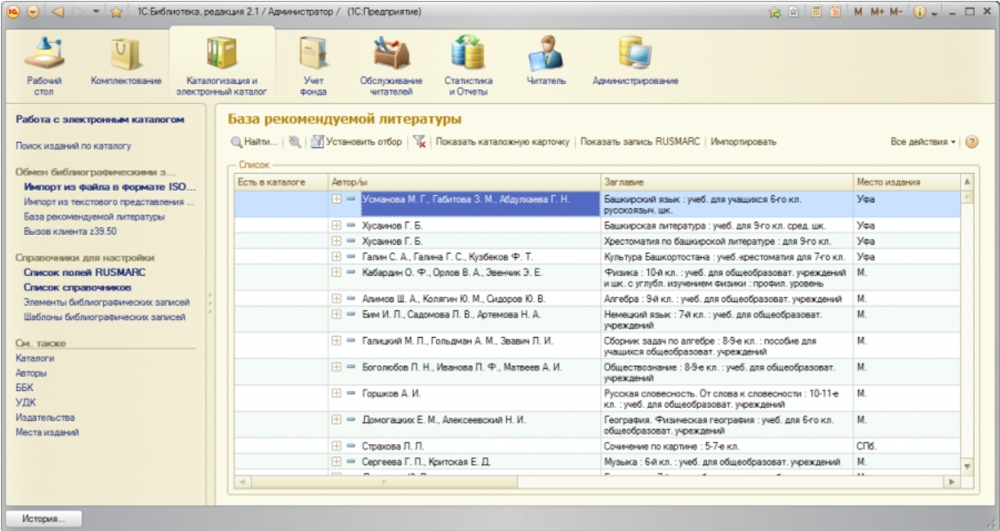 1С:Библиотека, редакция 2.1 / Администратор / (1С:Предприятие)
M M+ M-
Рабочий стол
Комплектование
Каталогизация и электронный каталог
Учет фонда
Обслуживание читателей
Статистика и Отчеты
Читатель
Администрирование
Работа с электронным каталогом
Поиск изданий по каталогу
Обмен библиографическими з...
Импорт из файла в формате ISO...
Импорт из текстового представления ...
База рекомендуемой литературы
Вызов клиента z39.50
Справочники для настройки
Список полей RUSMARC
Список справочников
Элементы библиографических записей
Шаблоны библиографических записей
См. также
Каталоги
Авторы
ББК
УДК
Издательства
Места изданий
База рекомендуемой литературы
Найти... Установить отбор Показать каталожную карточку Показать запись RUSMARC Импортировать Все действия
Список
Есть в каталоге Автор/ы Заглавие Место издания
Усманова М. Г., Габитова З. М., Абдулхаева Г. Н. Башкирский язык : учеб. для учащихся 6-го кл. Уфа
русскоязыч. шк.
Хусаинов Г. Б. Башкирская литература : учеб. для 9-го кл. сред. шк. Уфа
Хусаинов Г. Б. Хрестоматия по башкирской литературе : для 9-го кл. Уфа
Галин С. А., Галина Г. С., Кузбеков Ф. Т. Культура Башкортостана : учеб.-хрестоматия для 7-го кл. Уфа
Кабардин О. Ф., Орлов В. А., Эвенчик Э. Е. Физика : 10-й кл. : учеб. для общеобразоват. учреждений М.
и шк. с углубл. изучением физики : профил. уровень
Алимов Ш. А., Колягин Ю. М., Сидоров Ю. В. Алгебра : 9-й кл. : учеб. для общеобразоват. учреждений М.
Бим И. Л., Садомова Л. В., Артемова Н. А. Немецкий язык : 7-й кл. : учеб. для общеобразоват. М.
учреждений
Галицкий М. Л., Гольдман А. М., Звавич Л. И. Сборник задач по алгебре : 8-9-е кл. : пособие для М.
учащихся общеобразоват. учреждений
Боголюбов Л. Н., Иванова Л. Ф., Матвеев А. И. Обществознание : 8-9-е кл. : учеб. для общеобразоват. М.
учреждений
Горшков А. И. Русская словесность. От слова к словесности : 10-11-е М.
кл. : учеб. для общеобразоват. учреждений
Домогацких Е. М., Алексеевский Н. И. География. Физическая география : учеб. для 6-го кл. М.
общеобразоват. учреждений
Страхова Л. Л. Сочинение по картине : 5-7-е кл. СПб.
Сергеева Г. П., Критская Е. Д. Музыка : 6-й кл. : учеб. для общеобразоват. учреждений М.
История...